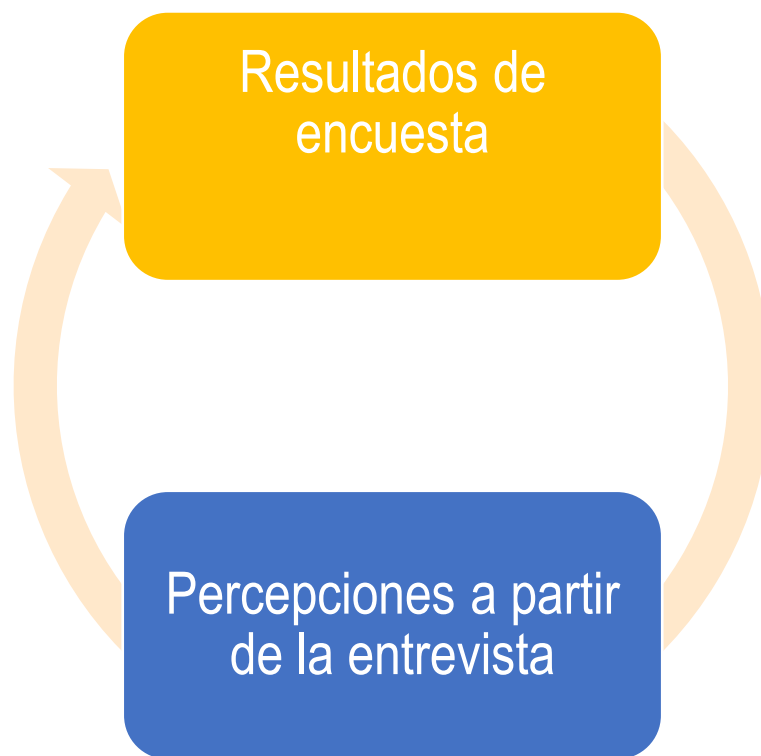 Resultados de
encuesta
Percepciones a partir
de la entrevista